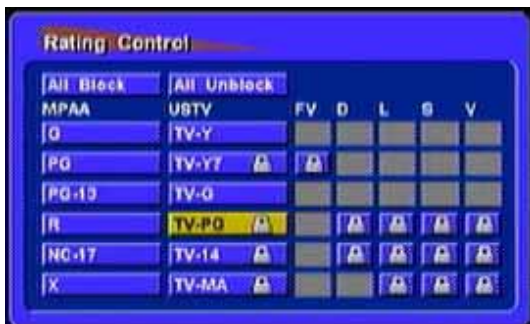 Rating Control
All Block All Unblock
MPAA USTV FV D L S V
G TV-Y
PG TV-Y7
PG-13 TV-G
R TV-PG
NC-17 TV-14
X TV-MA